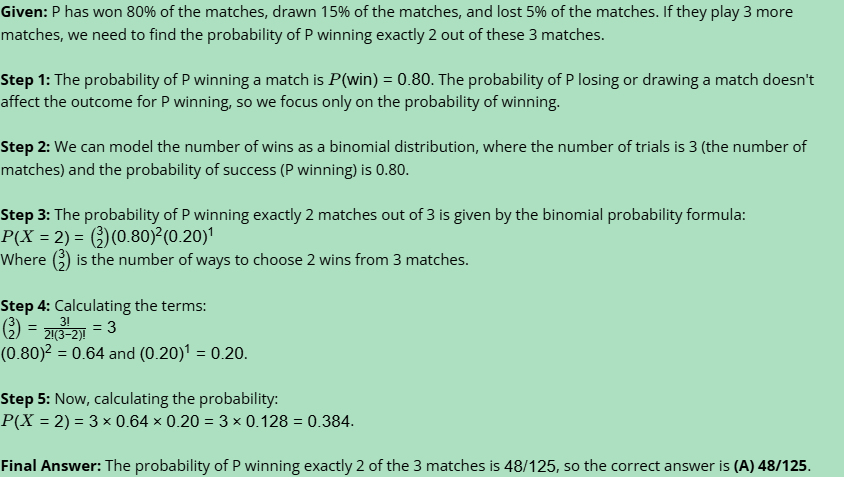 Given: P has won 80% of the matches, drawn 15% of the matches, and lost 5% of the matches. If they play 3 more
matches, we need to find the probability of P winning exactly 2 out of these 3 matches.
Step 1: The probability of P winning a match is P(win) = 0.80. The probability of P losing or drawing a match doesn't
affect the outcome for P winning, so we focus only on the probability of winning.
Step 2: We can model the number of wins as a binomial distribution, where the number of trials is 3 (the number of
matches) and the probability of success (P winning) is 0.80.
Step 3: The probability of P winning exactly 2 matches out of 3 is given by the binomial probability formula:
P(X = 2) = (3 2)(0.80)²(0.20)¹
Where (3 2) is the number of ways to choose 2 wins from 3 matches.
Step 4: Calculating the terms:
(3 2) = 3!/2!(3−2)! = 3
(0.80)² = 0.64 and (0.20)¹ = 0.20.
Step 5: Now, calculating the probability:
P(X = 2) = 3 × 0.64 × 0.20 = 3 × 0.128 = 0.384.
Final Answer: The probability of P winning exactly 2 of the 3 matches is 48/125, so the correct answer is (A) 48/125.